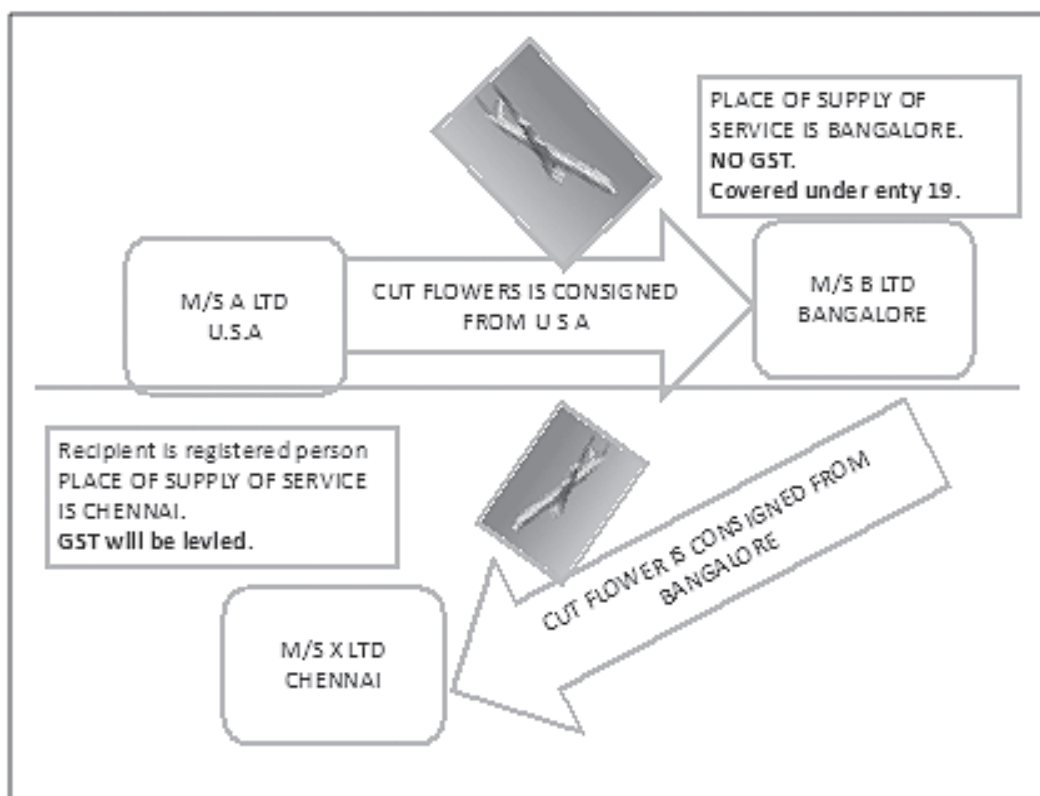 PLACE OF SUPPLY OF
SERVICE IS BANGALORE.
NO GST.
Covered under enty 19.
M/S A LTD
U.S.A
CUT FLOWERS IS CONSIGNED
FROM U S A
M/S B LTD
BANGALORE
Recipient is registered person
PLACE OF SUPPLY OF SERVICE
IS CHENNAI.
GST will be levied.
CUT FLOWER IS CONSIGNED FROM
BANGALORE
M/S X LTD
CHENNAI